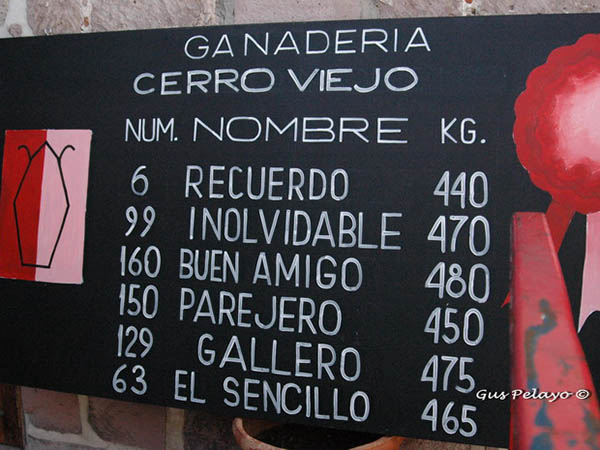 GANADERIA
CERRO VIEJO
NUM. NOMBRE KG.
6 RECUERDO 440
99 INOLVIDABLE 470
160 BUEN AMIGO 480
150 PAREJERO 450
129 GALLERO 475
63 EL SENCILLO 465
Gus Pelayo ©